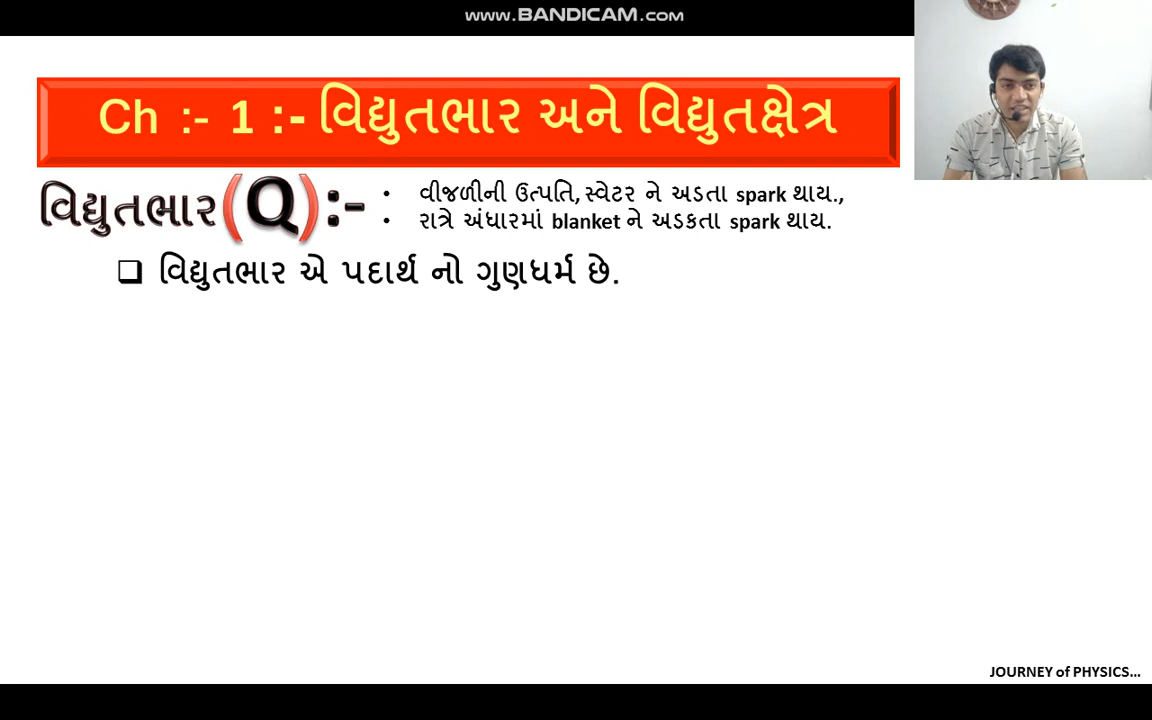 www.BANDICAM.com
Ch :- 1 :- વિદ્યુતભાર અને વિદ્યુતક્ષેત્ર
વિદ્યુતભાર(Q):-
• વીજળીની ઉત્પતિ, સ્વેટર ને અડતા spark થાય.,
• રાત્રે અંધારમાં blanket ને અડકતા spark થાય.
❑ વિદ્યુતભાર એ પદાર્થ નો ગુણધર્મ છે.
JOURNEY of PHYSICS...